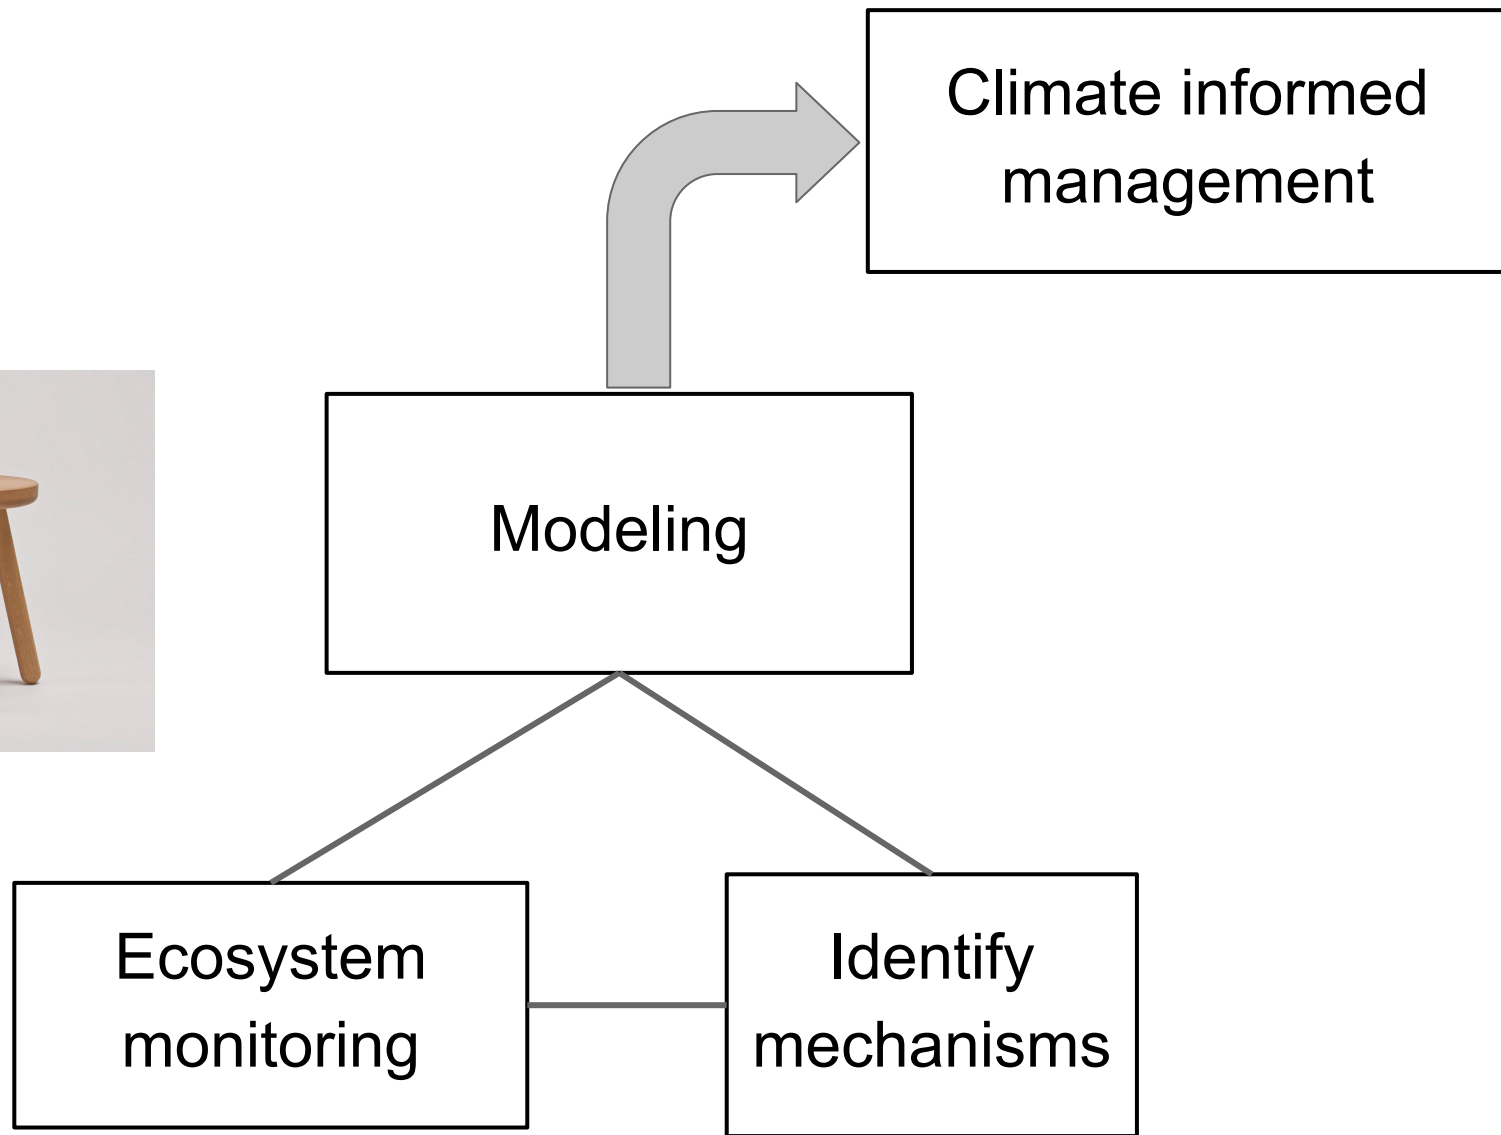 Climate informed
management
Modeling
Ecosystem
monitoring
Identify
mechanisms